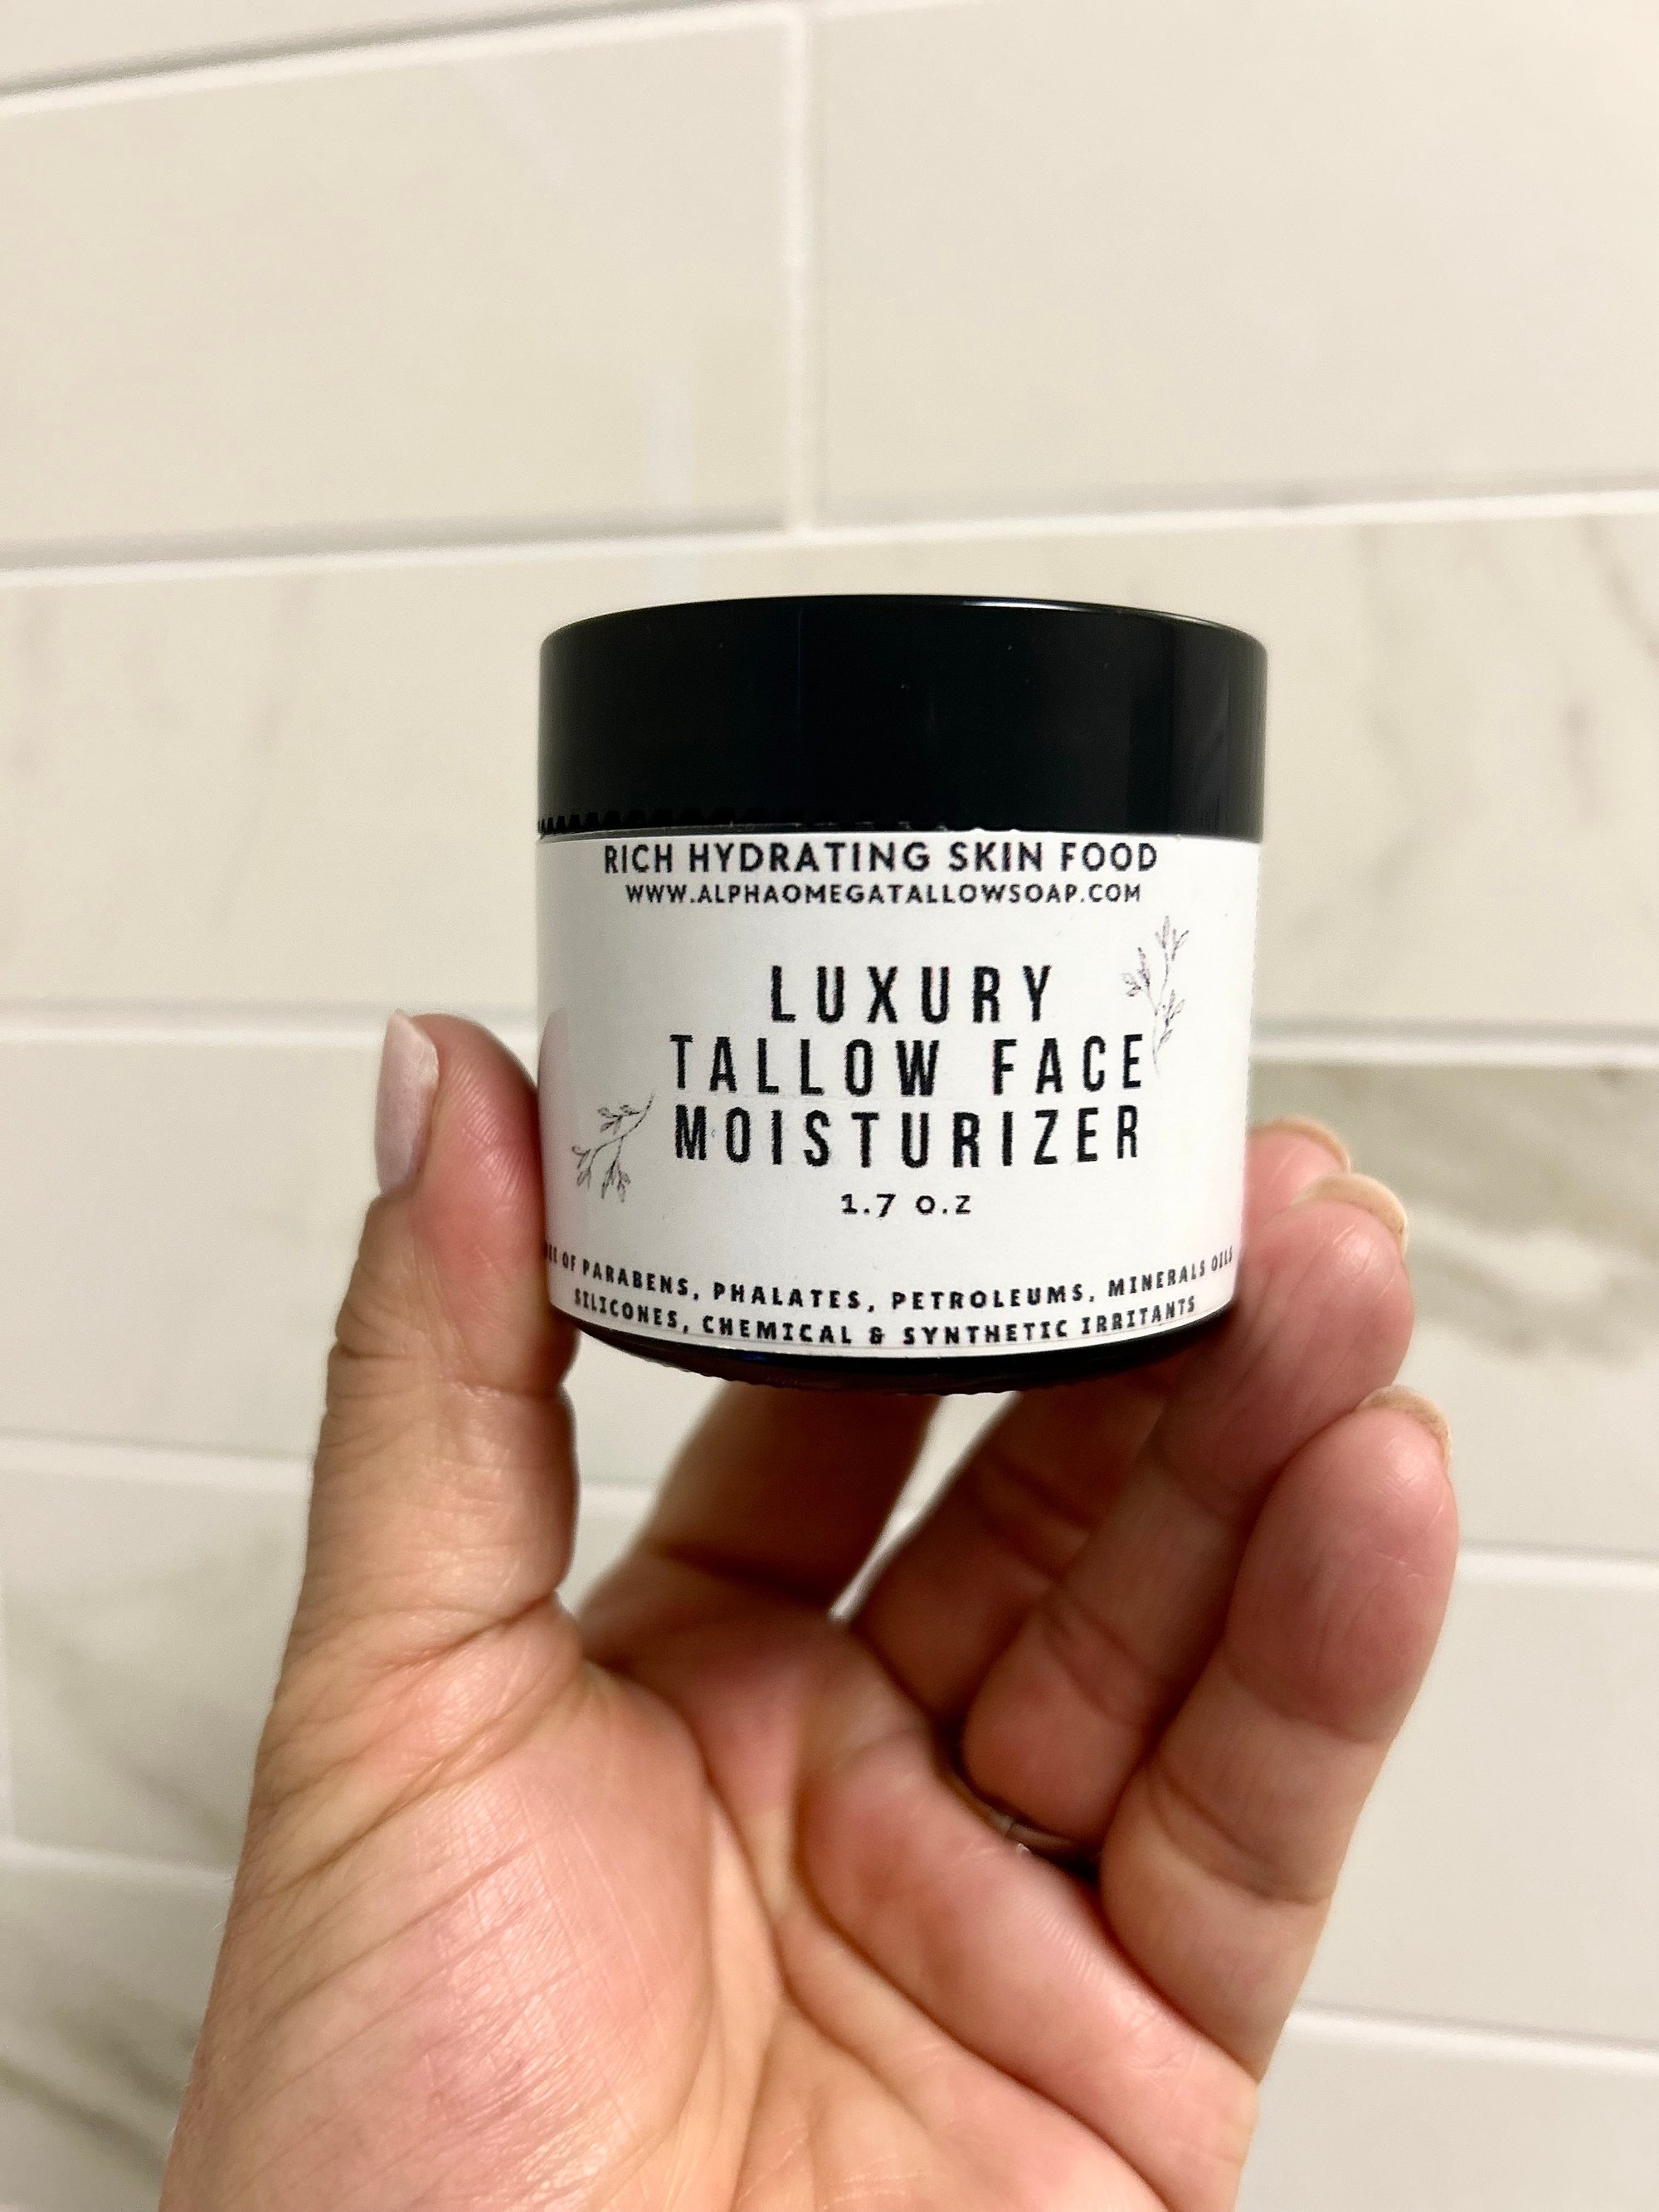 RICH HYDRATING SKIN FOOD
WWW.ALPHAOMEGATALLOWSOAP.COM
LUXURY
TALLOW FACE
MOISTURIZER
1.7 O.Z
OF PARABENS, PHALATES, PETROLEUMS, MINERALS OILS
SILICONES, CHEMICAL & SYNTHETIC IRRITANTS